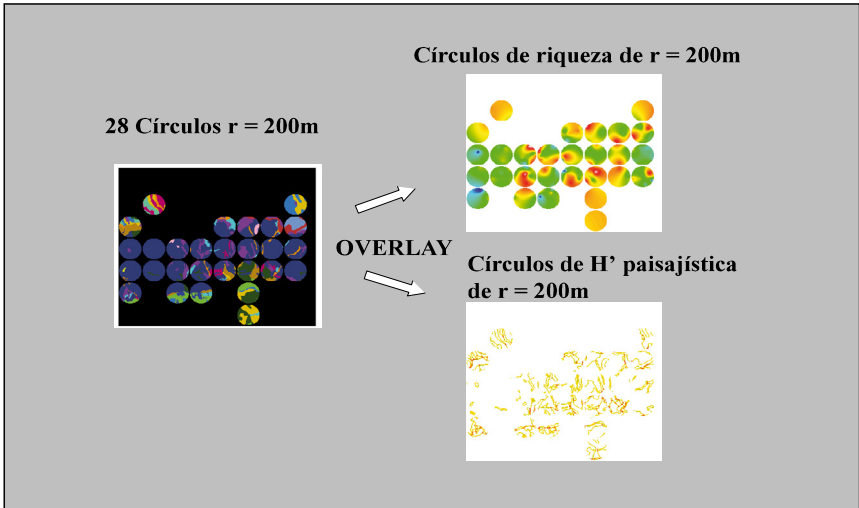 Círculos de riqueza de r = 200m
28 Círculos r = 200m
OVERLAY
Círculos de H’ paisajística
de r = 200m